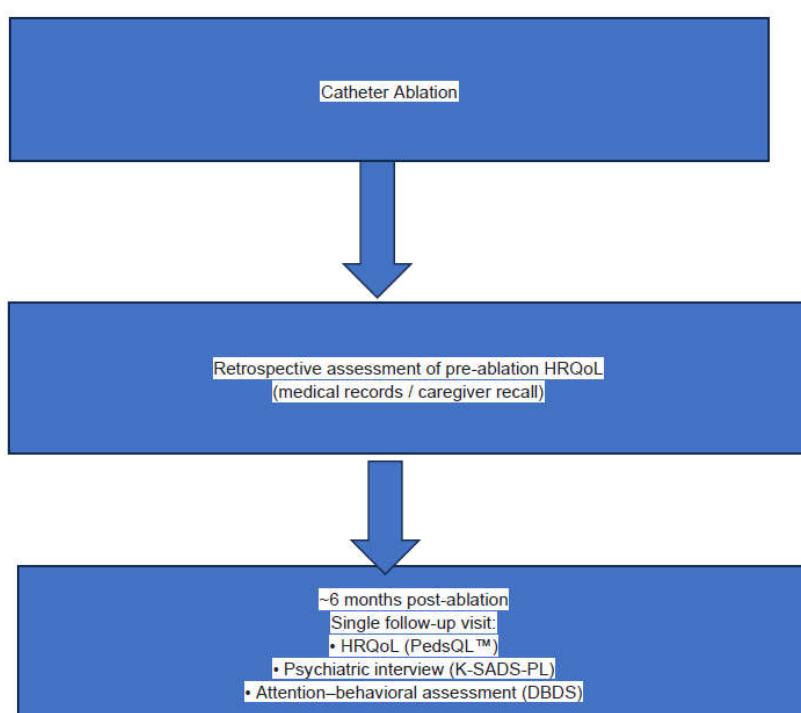 Catheter Ablation
Retrospective assessment of pre-ablation HRQoL
(medical records / caregiver recall)
~6 months post-ablation
Single follow-up visit:
• HRQoL (PedsQL™)
• Psychiatric interview (K-SADS-PL)
• Attention–behavioral assessment (DBDS)